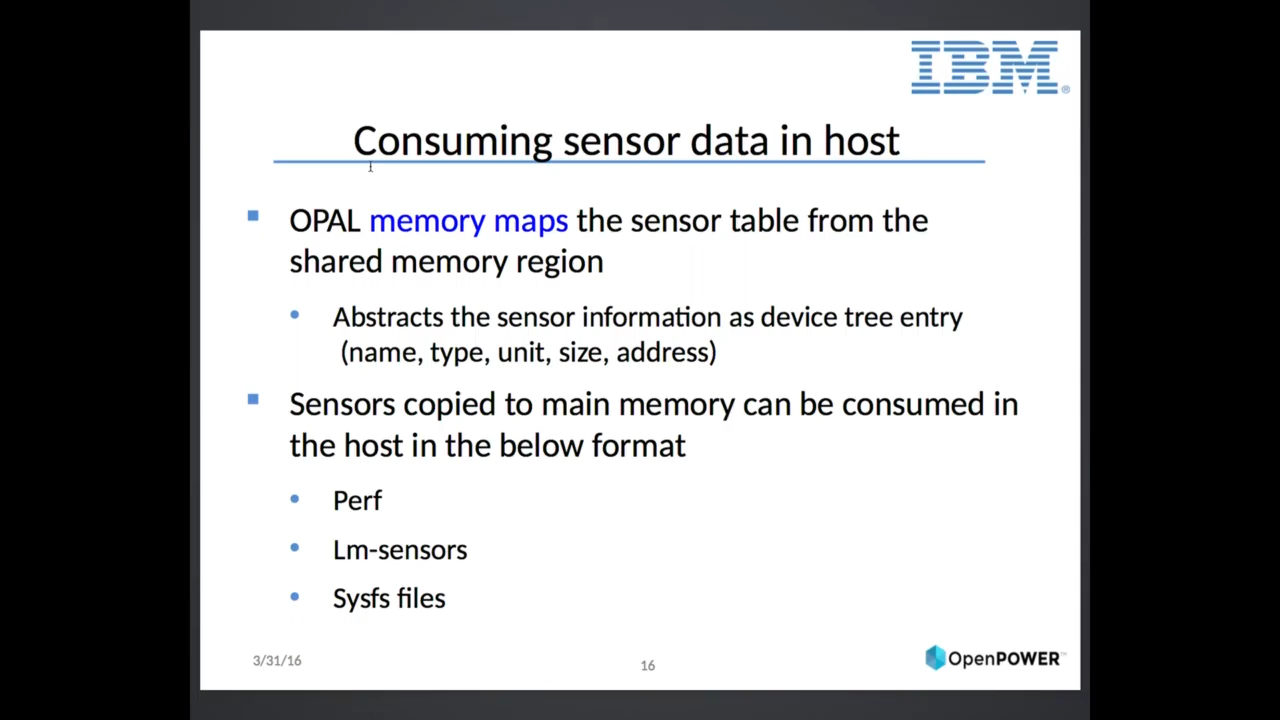 IBM®
Consuming sensor data in host
OPAL memory maps the sensor table from the
shared memory region
Abstracts the sensor information as device tree entry
(name, type, unit, size, address)
Sensors copied to main memory can be consumed in
the host in the below format
Perf
Lm-sensors
Sysfs files
3/31/16
16
OpenPOWER™